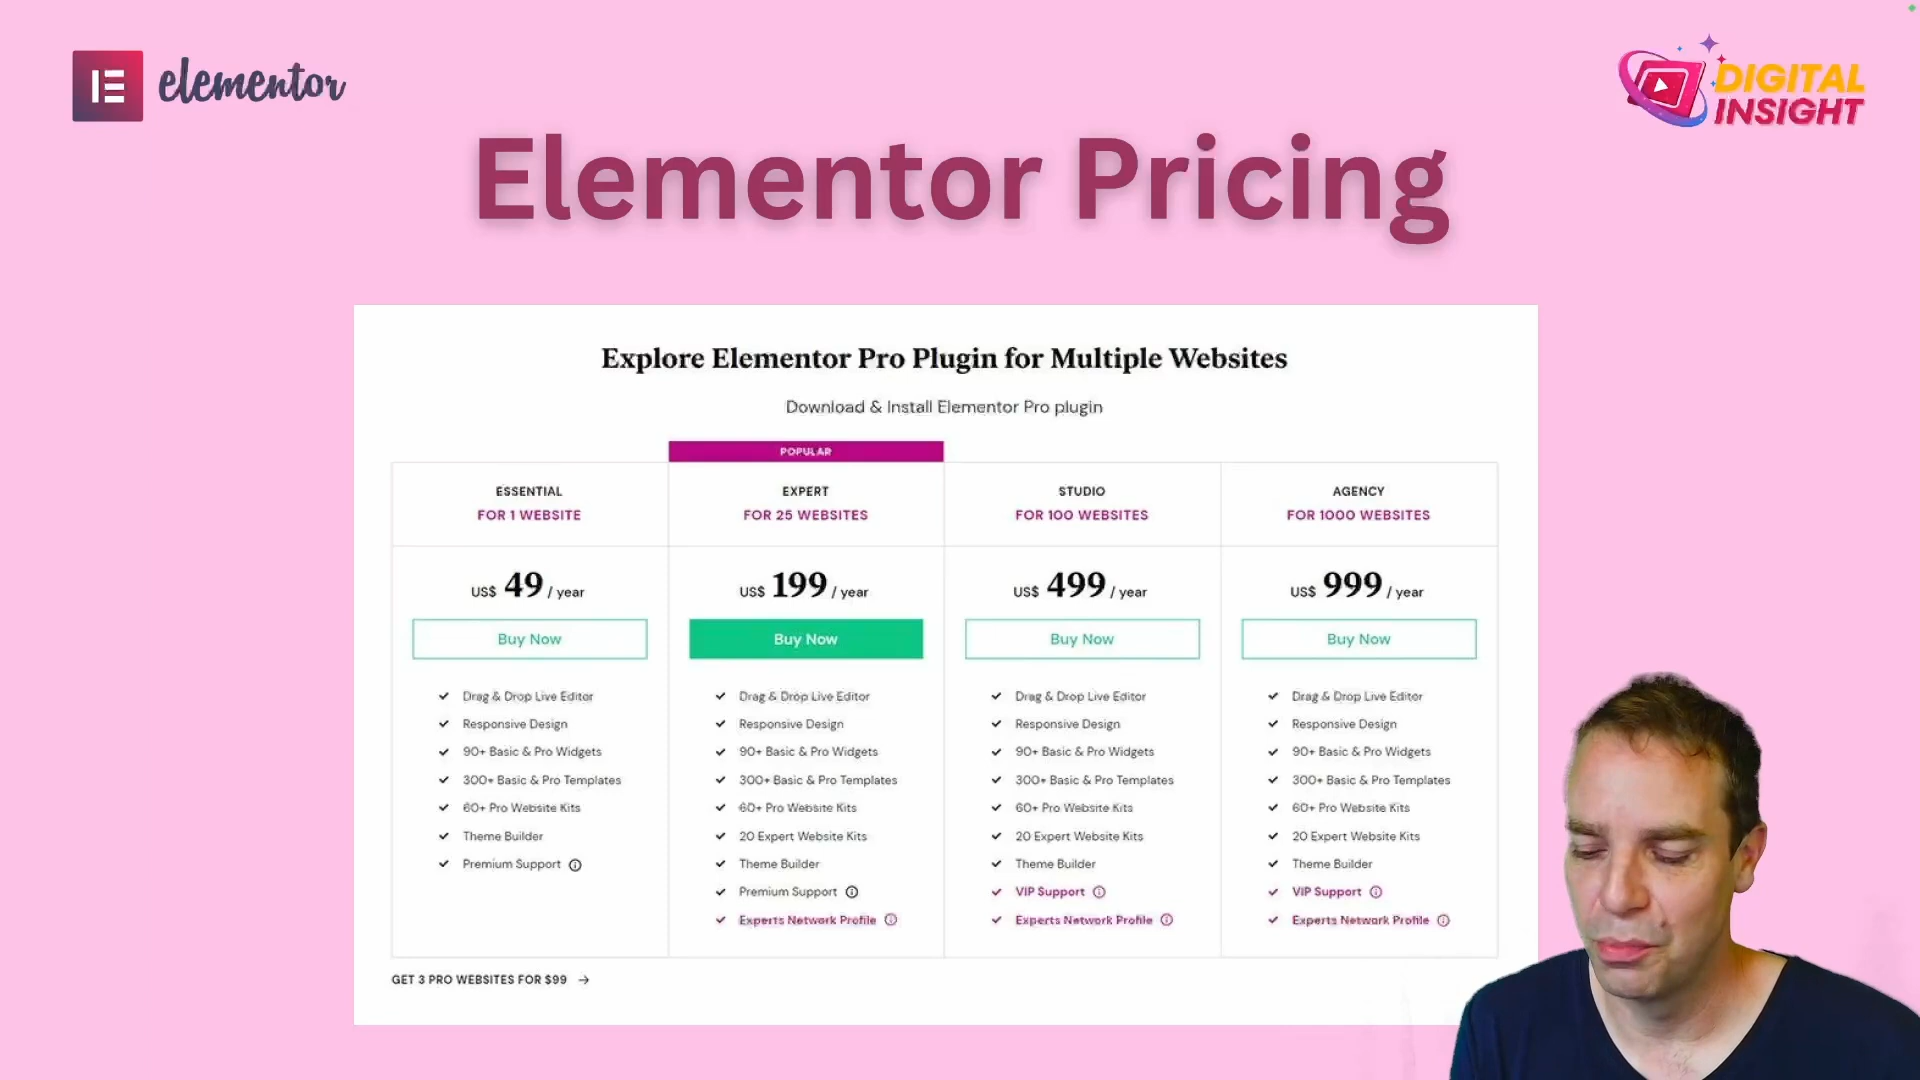 elementor
DIGITAL
INSIGHT
Elementor Pricing
Explore Elementor Pro Plugin for Multiple Websites
Download & Install Elementor Pro plugin
POPULAR
ESSENTIAL
FOR 1 WEBSITE
US$ 49 / year
Buy Now
Drag & Drop Live Editor
Responsive Design
90+ Basic & Pro Widgets
300+ Basic & Pro Templates
60+ Pro Website Kits
Theme Builder
Premium Support
EXPERT
FOR 25 WEBSITES
US$ 199 / year
Buy Now
Drag & Drop Live Editor
Responsive Design
90+ Basic & Pro Widgets
300+ Basic & Pro Templates
60+ Pro Website Kits
20 Expert Website Kits
Theme Builder
Premium Support
Experts Network Profile
STUDIO
FOR 100 WEBSITES
US$ 499 / year
Buy Now
Drag & Drop Live Editor
Responsive Design
90+ Basic & Pro Widgets
300+ Basic & Pro Templates
60+ Pro Website Kits
20 Expert Website Kits
Theme Builder
VIP Support
Experts Network Profile
AGENCY
FOR 1000 WEBSITES
US$ 999 / year
Buy Now
Drag & Drop Live Editor
Responsive Design
90+ Basic & Pro Widgets
300+ Basic & Pro Templates
60+ Pro Website Kits
20 Expert Website Kits
Theme Builder
VIP Support
Experts Network Profile
GET 3 PRO WEBSITES FOR $99 →